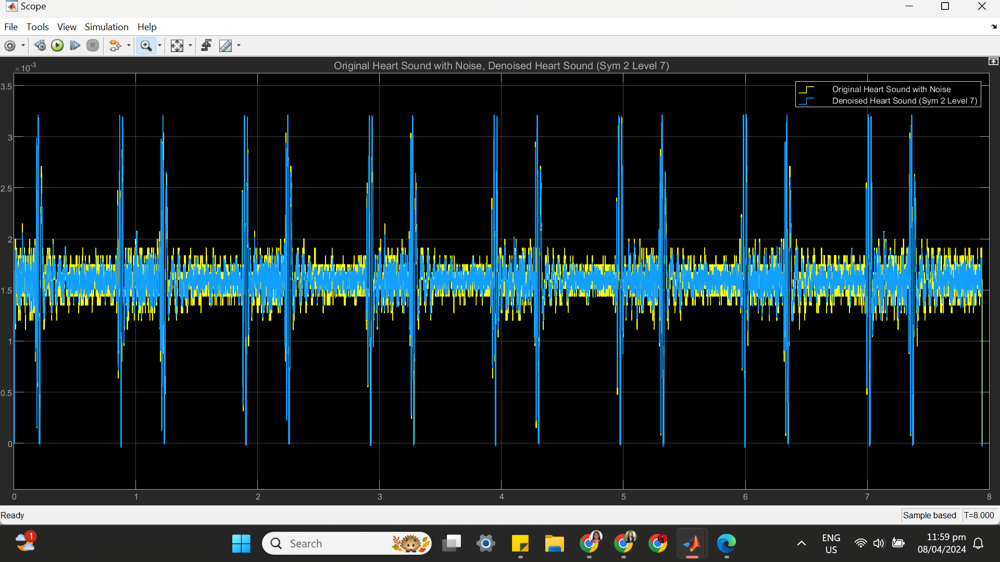 Scope
File Tools View Simulation Help
×10-3
Original Heart Sound with Noise, Denoised Heart Sound (Sym 2 Level 7)
Original Heart Sound with Noise
Denoised Heart Sound (Sym 2 Level 7)
3.5
3
2.5
2
1.5
1
0.5
0
0 1 2 3 4 5 6 7 8
Ready
Sample based T=8.000
1
Search
ENG
US
11:59 pm
08/04/2024